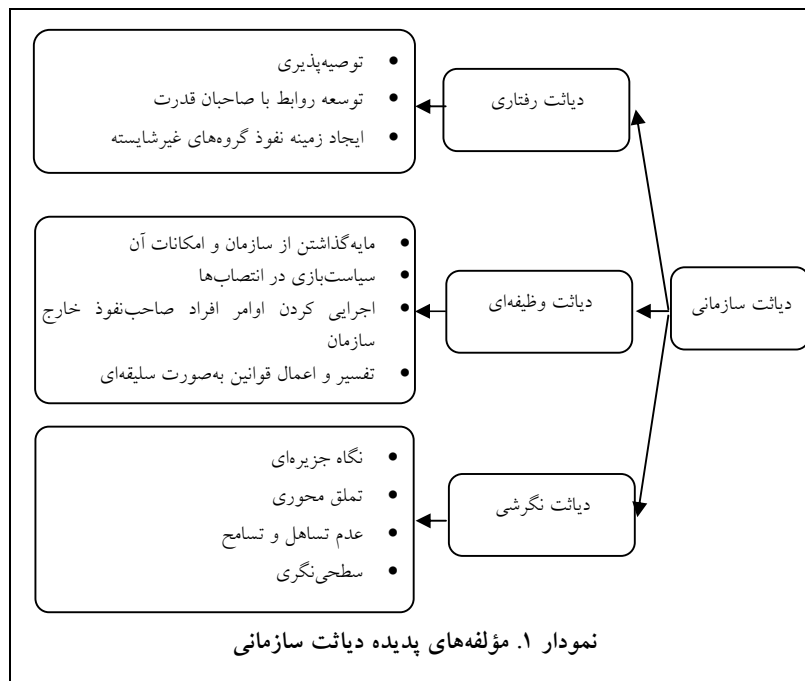 دیاثت سازمانی
دیاثت رفتاری
• توصیه‌پذیری
• توسعه روابط با صاحبان قدرت
• ایجاد زمینه نفوذ گروه‌های غیرشایسته
دیاثت وظیفه‌ای
• مایه‌گذاشتن از سازمان و امکانات آن
• سیاست‌بازی در انتصاب‌ها
• اجرایی کردن اوامر افراد صاحب‌نفوذ خارج
سازمان
• تفسیر و اعمال قوانین به‌صورت سلیقه‌ای
دیاثت نگرشی
• نگاه جزیره‌ای
• تملق محوری
• عدم تساهل و تسامح
• سطحی‌نگری
نمودار ۱. مؤلفه‌های پدیده دیاثت سازمانی